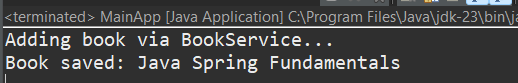 <terminated> MainApp [Java Application] C:\Program Files\Java\jdk-23\bin\j
Adding book via BookService...
Book saved: Java Spring Fundamentals